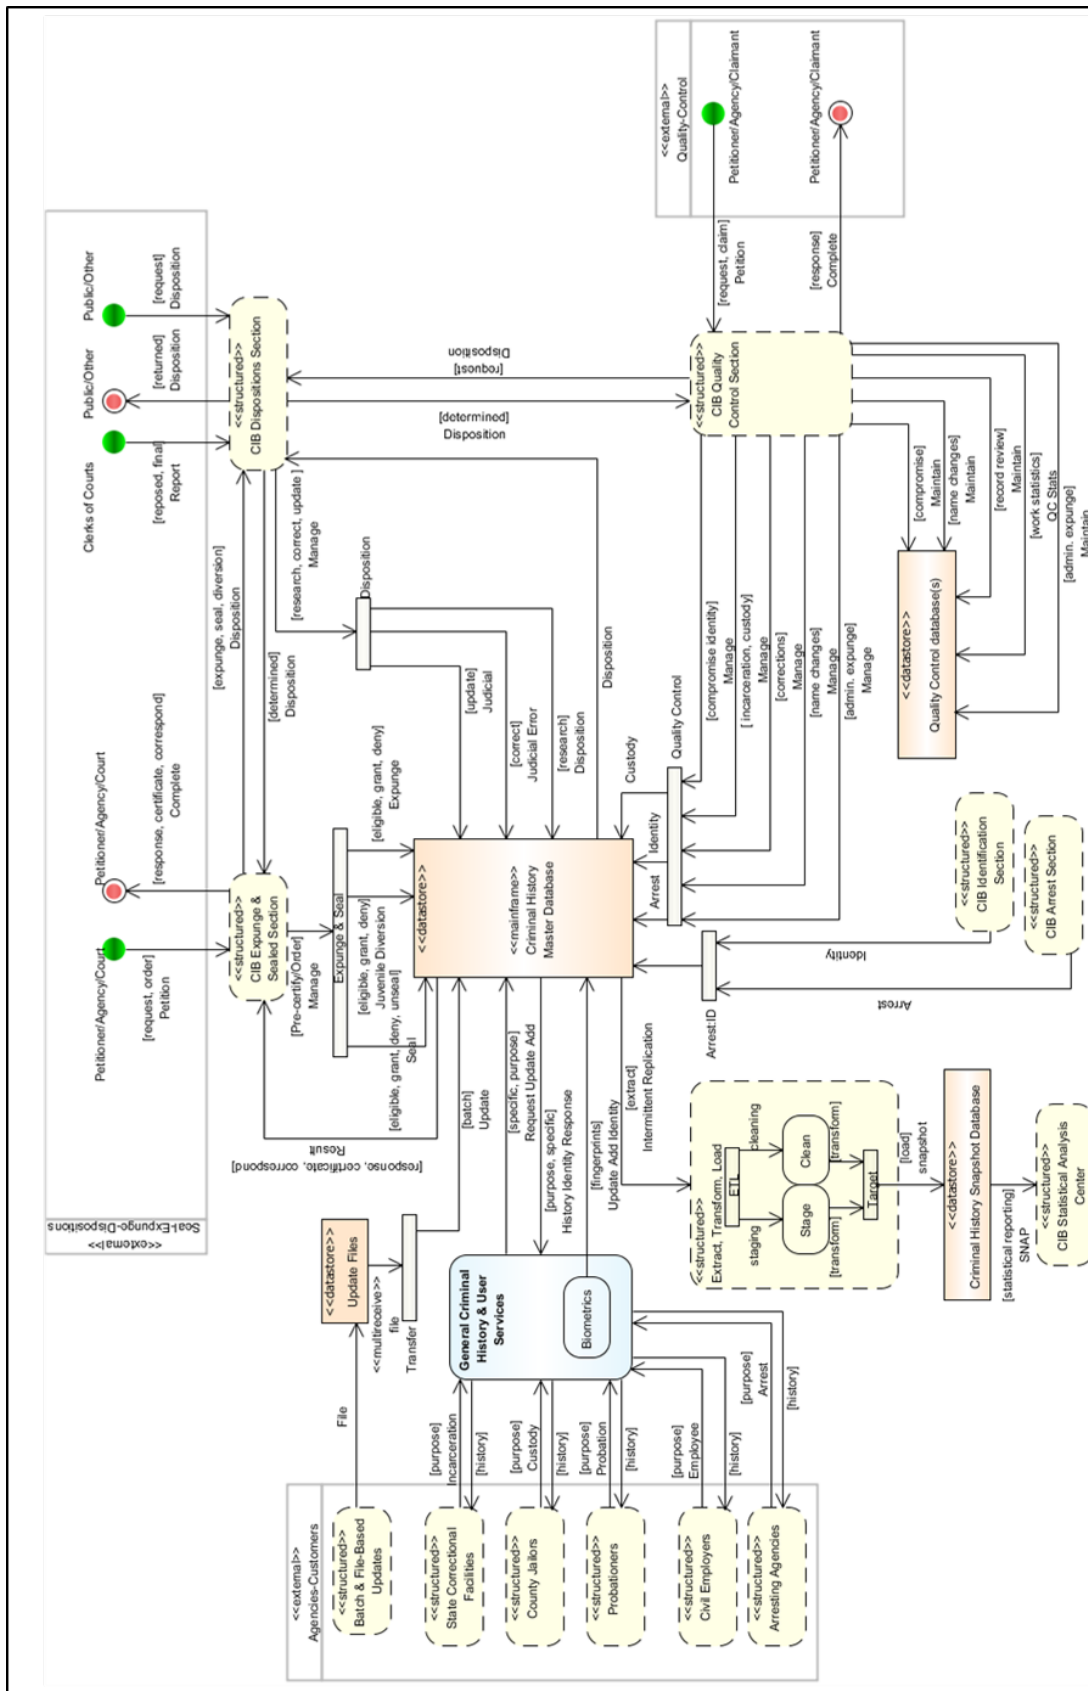 <<external>>
Seal-Expunge-Dispositions
Petitioner/Agency/Court
[request, order]
Petition
Petitioner/Agency/Court
[response, certificate, correspond]
Complete
Clerks of Courts
[reposed, final]
Report
Public/Other
[returned]
Disposition
Public/Other
[request]
Disposition
<<structured>>
CIB Expunge &
Sealed Section
[expunge, seal, diversion]
Disposition
[determined]
Disposition
<<structured>>
CIB Dispositions Section
[response, certificate, correspond]
Result
[Pre-certify/Order]
Manage
Expunge & Seal
[eligible, grant, deny, unseal]
Seal
[eligible, grant, deny]
Juvenile Diversion
[eligible, grant, deny]
Expunge
[research, correct, update ]
Manage
Disposition
[update]
Judicial
[correct]
Judicial Error
[research]
Disposition
Disposition
[determined]
Disposition
[request]
Disposition
<<external>>
Agencies-Customers
<<structured>>
Batch & File-Based
Updates
File
<<datastore>>
Update Files
<<multireceive>>
file
Transfer
[batch]
Update
<<structured>>
State Correctional
Facilities
[purpose]
Incarceration
[history]
<<structured>>
County Jailors
[purpose]
Custody
[history]
<<structured>>
Probationers
[purpose]
Probation
[history]
<<structured>>
Civil Employers
[purpose]
Employee
[history]
<<structured>>
Arresting Agencies
[purpose]
Arrest
[history]
General Criminal
History & User
Services
Biometrics
[specific, purpose]
Request Update Add
[purpose, specific]
History Identity Response
[fingerprints]
Update Add Identity
[extract]
Intermittent Replication
<<datastore>>
<<mainframe>>
Criminal History
Master Database
Custody
Identity
Arrest
Quality Control
[compromise identity]
Manage
[ incarceration, custody]
Manage
[corrections]
Manage
[name changes]
Manage
[admin. expunge]
Manage
<<structured>>
CIB Quality
Control Section
<<external>>
Quality-Control
Petitioner/Agency/Claimant
[request, claim]
Petition
Petitioner/Agency/Claimant
[response]
Complete
[compromise]
Maintain
[name changes]
Maintain
[record review]
Maintain
[work statistics]
QC Stats
[admin. expunge]
Maintain
<<datastore>>
Quality Control database(s)
<<structured>>
Extract, Transform, Load
ETL
staging
cleaning
Stage
Clean
[transform]
[transform]
Target
[load]
snapshot
<<datastore>>
Criminal History Snapshot Database
[statistical reporting]
SNAP
<<structured>>
CIB Statistical Analysis
Center
Arrest:ID
Identity
Arrest
<<structured>>
CIB Identification
Section
<<structured>>
CIB Arrest Section